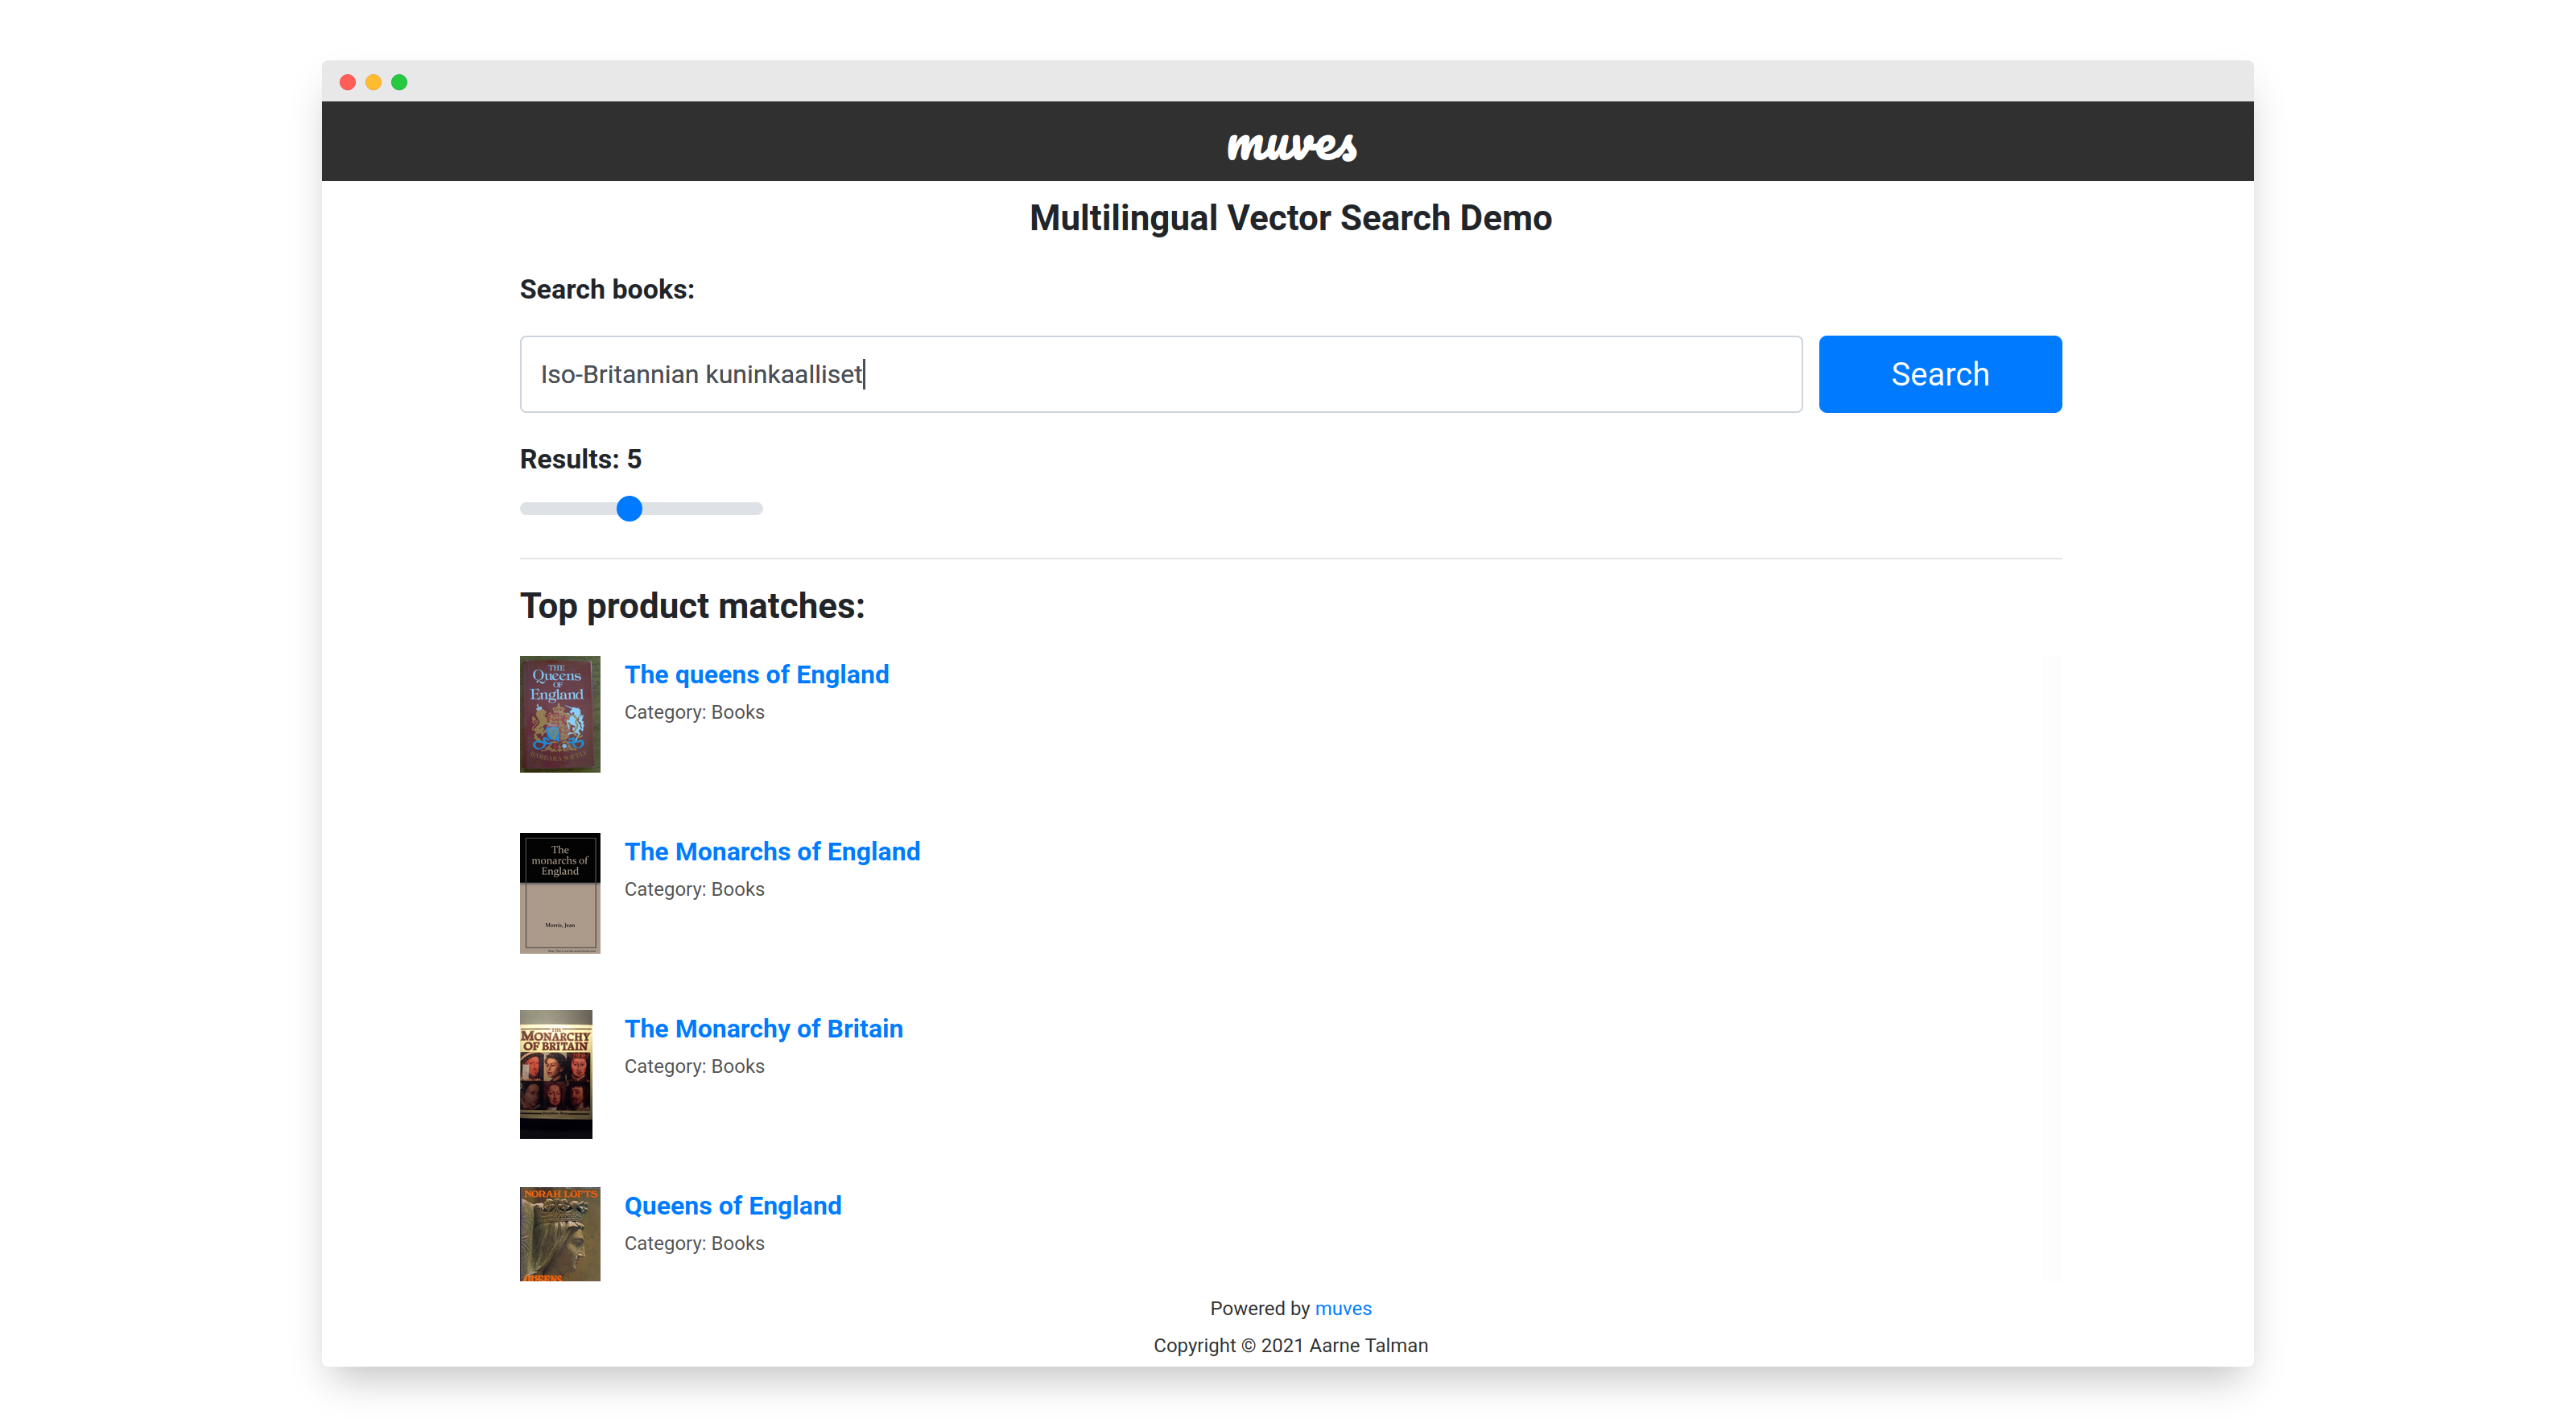 muves
Multilingual Vector Search Demo
Search books:
Iso-Britannian kuninkaalliset
Search
Results: 5
Top product matches:
THE
Queens
OF
England
The queens of England
Category: Books
The
monarchs of
England
Morris, Jean
The Monarchs of England
Category: Books
THE
MONARCHY
OF BRITAIN
The Monarchy of Britain
Category: Books
NORAH LOFTS
QUEENS
Queens of England
Category: Books
Powered by muves
Copyright © 2021 Aarne Talman